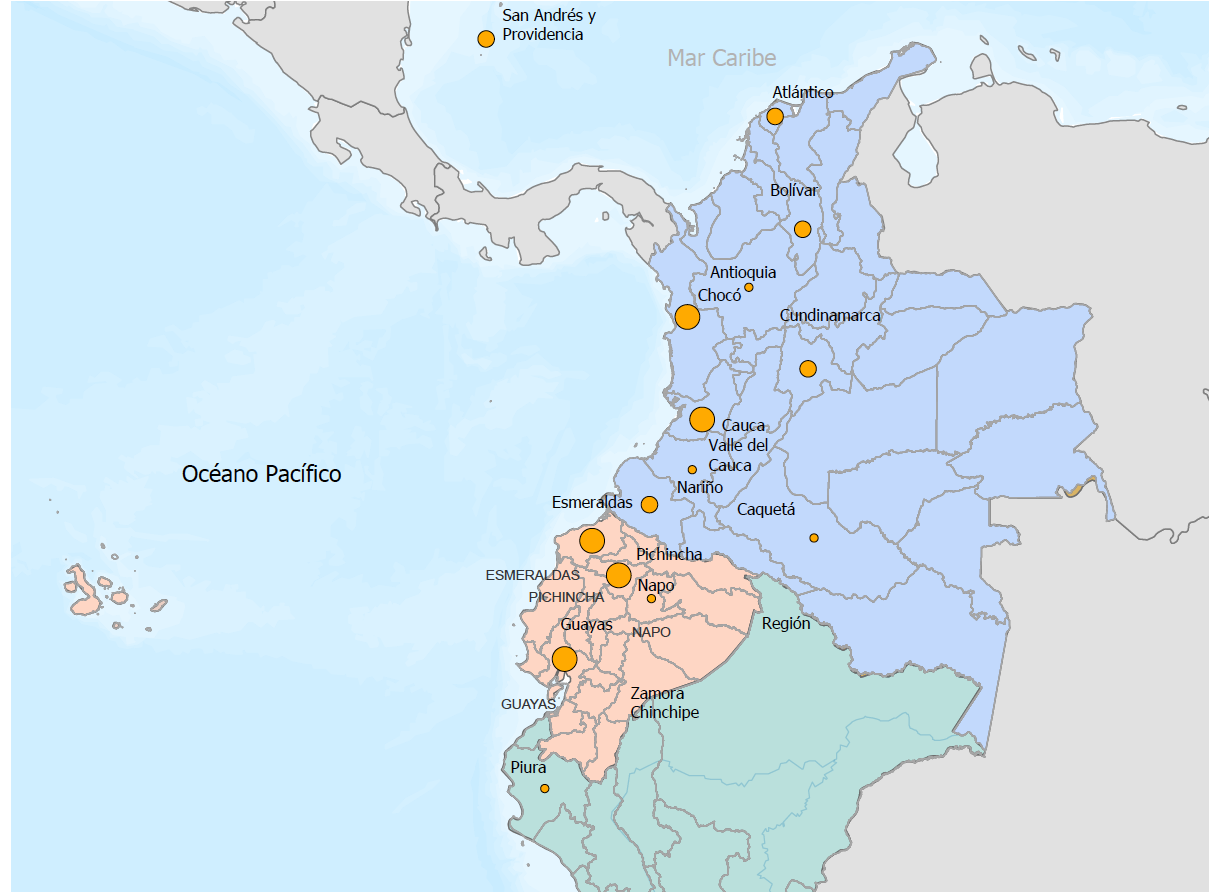 San Andrés y
Providencia
Mar Caribe
Atlántico
Bolívar
Antioquia
Chocó
Cundinamarca
Cauca
Valle del
Cauca
Océano Pacífico
Nariño
Esmeraldas
Caquetá
Pichincha
ESMERALDAS
Napo
PICHINCHA
Guayas
Región
NAPO
Zamora
Chinchipe
GUAYAS
Piura